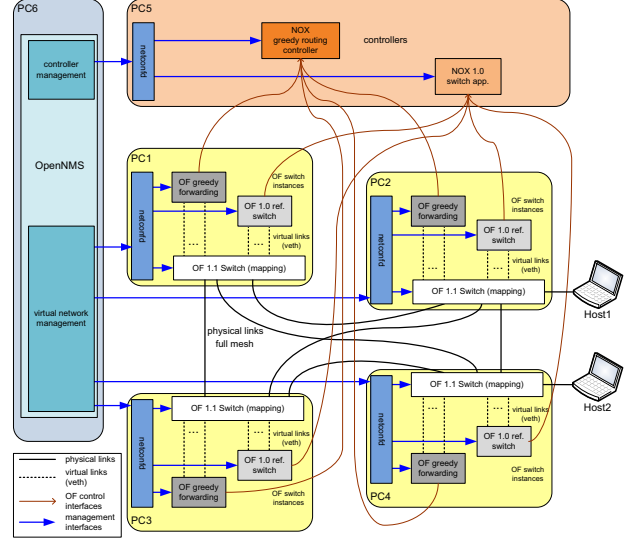 PC6
PC5
controller
management
OpenNMS
virtual network
management
netconfd
NOX
greedy routing
controller
controllers
NOX 1.0
switch app.
PC1
netconfd
OF greedy
forwarding
OF switch
instances
OF 1.0 ref.
switch
...
...
virtual links
(veth)
OF 1.1 Switch (mapping)
PC2
netconfd
OF greedy
forwarding
OF switch
instances
OF 1.0 ref.
switch
...
...
virtual links
(veth)
OF 1.1 Switch (mapping)
Host1
physical links
full mesh
Host2
netconfd
OF 1.1 Switch (mapping)
...
...
virtual links
(veth)
OF 1.0 ref.
switch
OF greedy
forwarding
OF switch
instances
PC3
netconfd
OF 1.1 Switch (mapping)
...
...
virtual links
(veth)
OF 1.0 ref.
switch
OF greedy
forwarding
OF switch
instances
PC4
physical links
virtual links
(veth)
OF control
interfaces
management
interfaces